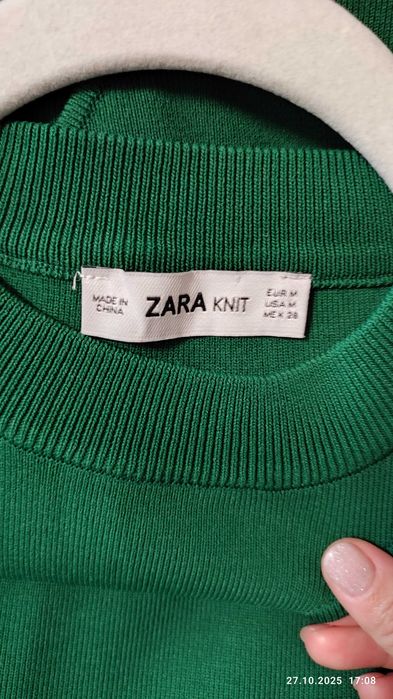 MADE IN
CHINA
ZARA KNIT
EUR M
USA M
MEX 28
27.10.2025 17:08